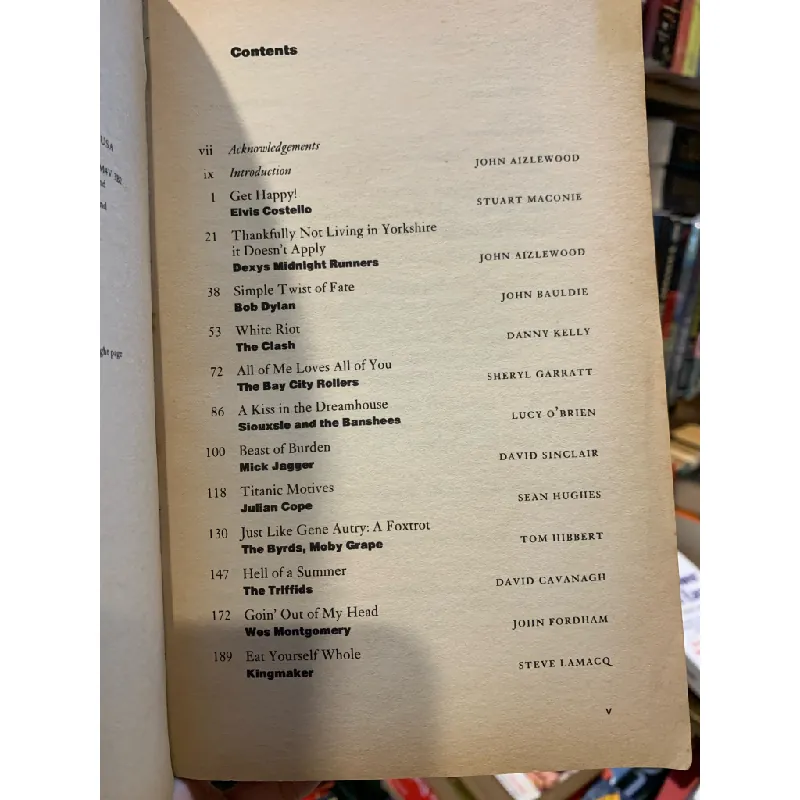 Contents
vii Acknowledgements
ix Introduction JOHN AIZLEWOOD
1 Get Happy! STUART MACONIE
Elvis Costello
21 Thankfully Not Living in Yorkshire
it Doesn't Apply JOHN AIZLEWOOD
Dexys Midnight Runners
38 Simple Twist of Fate JOHN BAULDIE
Bob Dylan
53 White Riot DANNY KELLY
The Clash
72 All of Me Loves All of You SHERYL GARRATT
The Bay City Rollers
86 A Kiss in the Dreamhouse LUCY O'BRIEN
Siouxsie and the Banshees
100 Beast of Burden DAVID SINCLAIR
Mick Jagger
118 Titanic Motives SEAN HUGHES
Julian Cope
130 Just Like Gene Autry: A Foxtrot TOM HIBBERT
The Byrds, Moby Grape
147 Hell of a Summer DAVID CAVANAGH
The Triffids
172 Goin' Out of My Head JOHN FORDHAM
Wes Montgomery
189 Eat Yourself Whole STEVE LAMACQ
Kingmaker
v
USA
nd
nd
page